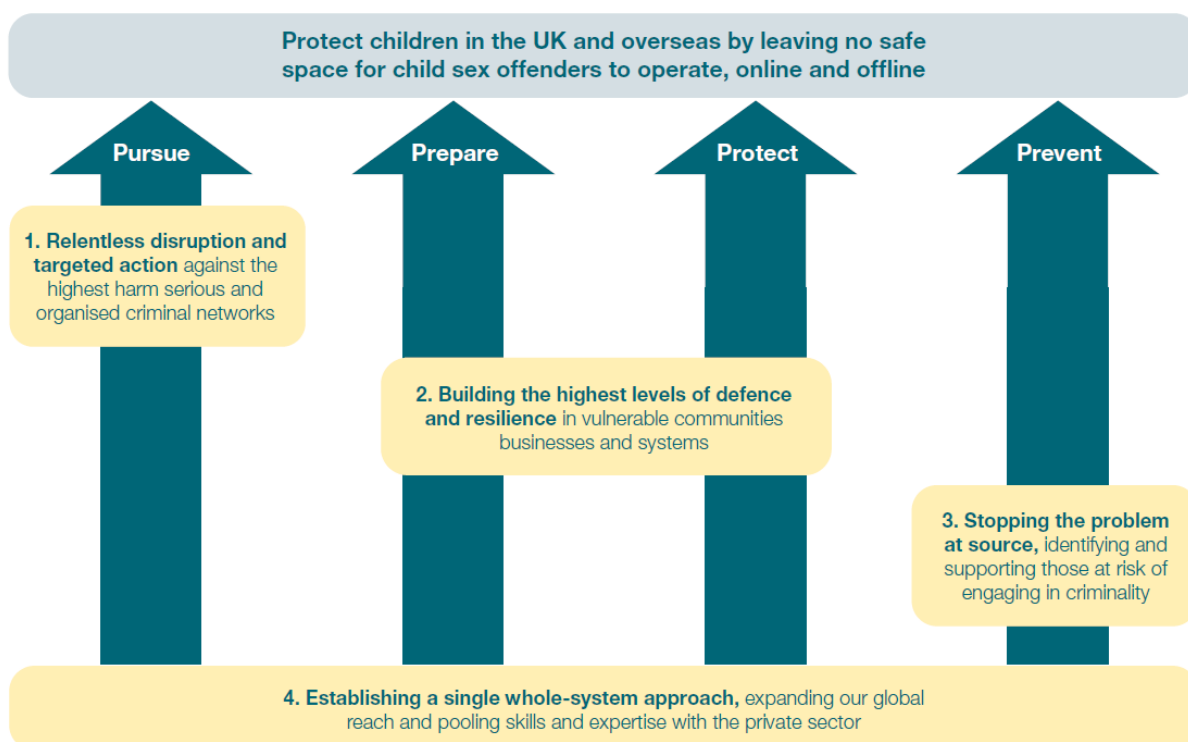 Protect children in the UK and overseas by leaving no safe
space for child sex offenders to operate, online and offline
Pursue
Prepare
Protect
Prevent
1. Relentless disruption and
targeted action against the
highest harm serious and
organised criminal networks
2. Building the highest levels of defence
and resilience in vulnerable communities
businesses and systems
3. Stopping the problem
at source, identifying and
supporting those at risk of
engaging in criminality
4. Establishing a single whole-system approach, expanding our global
reach and pooling skills and expertise with the private sector